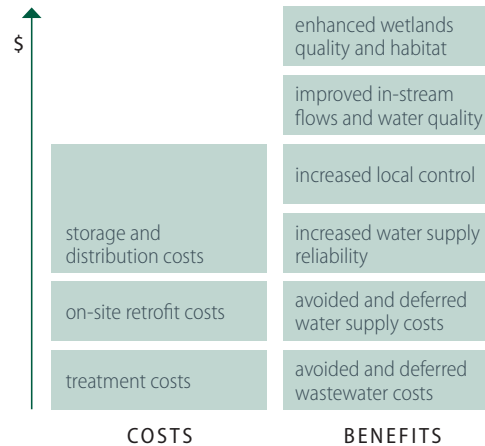 $
enhanced wetlands
quality and habitat
improved in-stream
flows and water quality
increased local control
storage and
distribution costs
increased water supply
reliability
on-site retrofit costs
avoided and deferred
water supply costs
treatment costs
avoided and deferred
wastewater costs
COSTS
BENEFITS